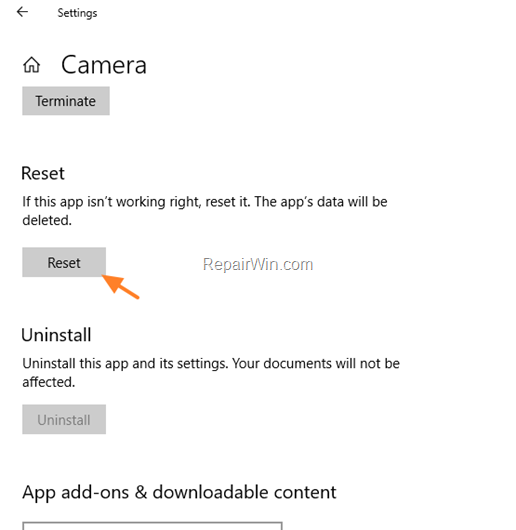 Settings
Camera
Terminate
Reset
If this app isn't working right, reset it. The app's data will be
deleted.
Reset
RepairWin.com
Uninstall
Uninstall this app and its settings. Your documents will not be
affected.
Uninstall
App add-ons & downloadable content